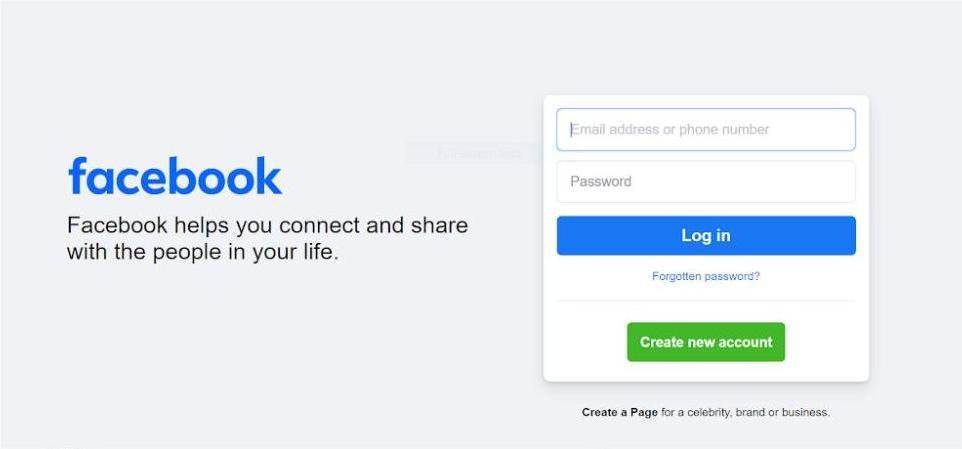 facebook
Facebook helps you connect and share
with the people in your life.
Email address or phone number
Password
Log in
Forgotten password?
Create new account
Create a Page for a celebrity, brand or business.